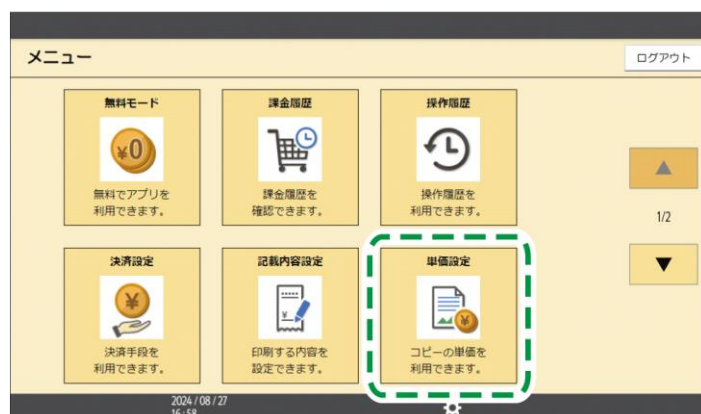 メニュー
ログアウト
無料モード
¥0
無料でアプリを
利用できます。
課金履歴
課金履歴を
確認できます。
操作履歴
操作履歴を
利用できます。
1/2
決済設定
¥
決済手段を
利用できます。
記載内容設定
¥
印刷する内容を
設定できます。
単価設定
¥
コピーの単価を
利用できます。
2024 / 08 / 27
16:58